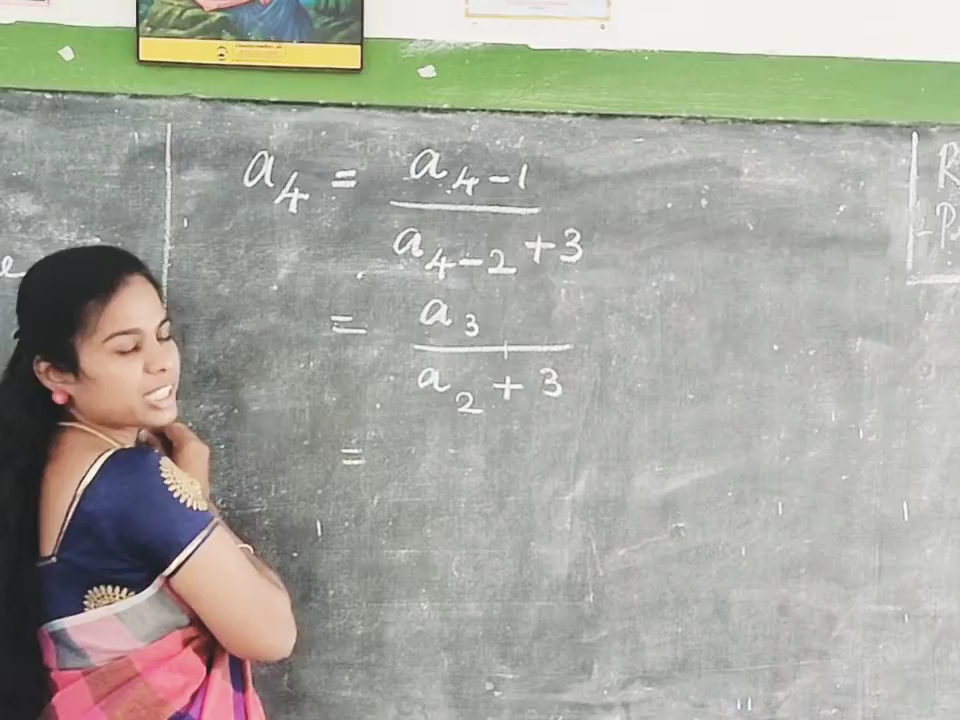 a₄ = a₄₋₁ / (a₄₋₂ + 3)
= a₃ / (a₂ + 3)
=